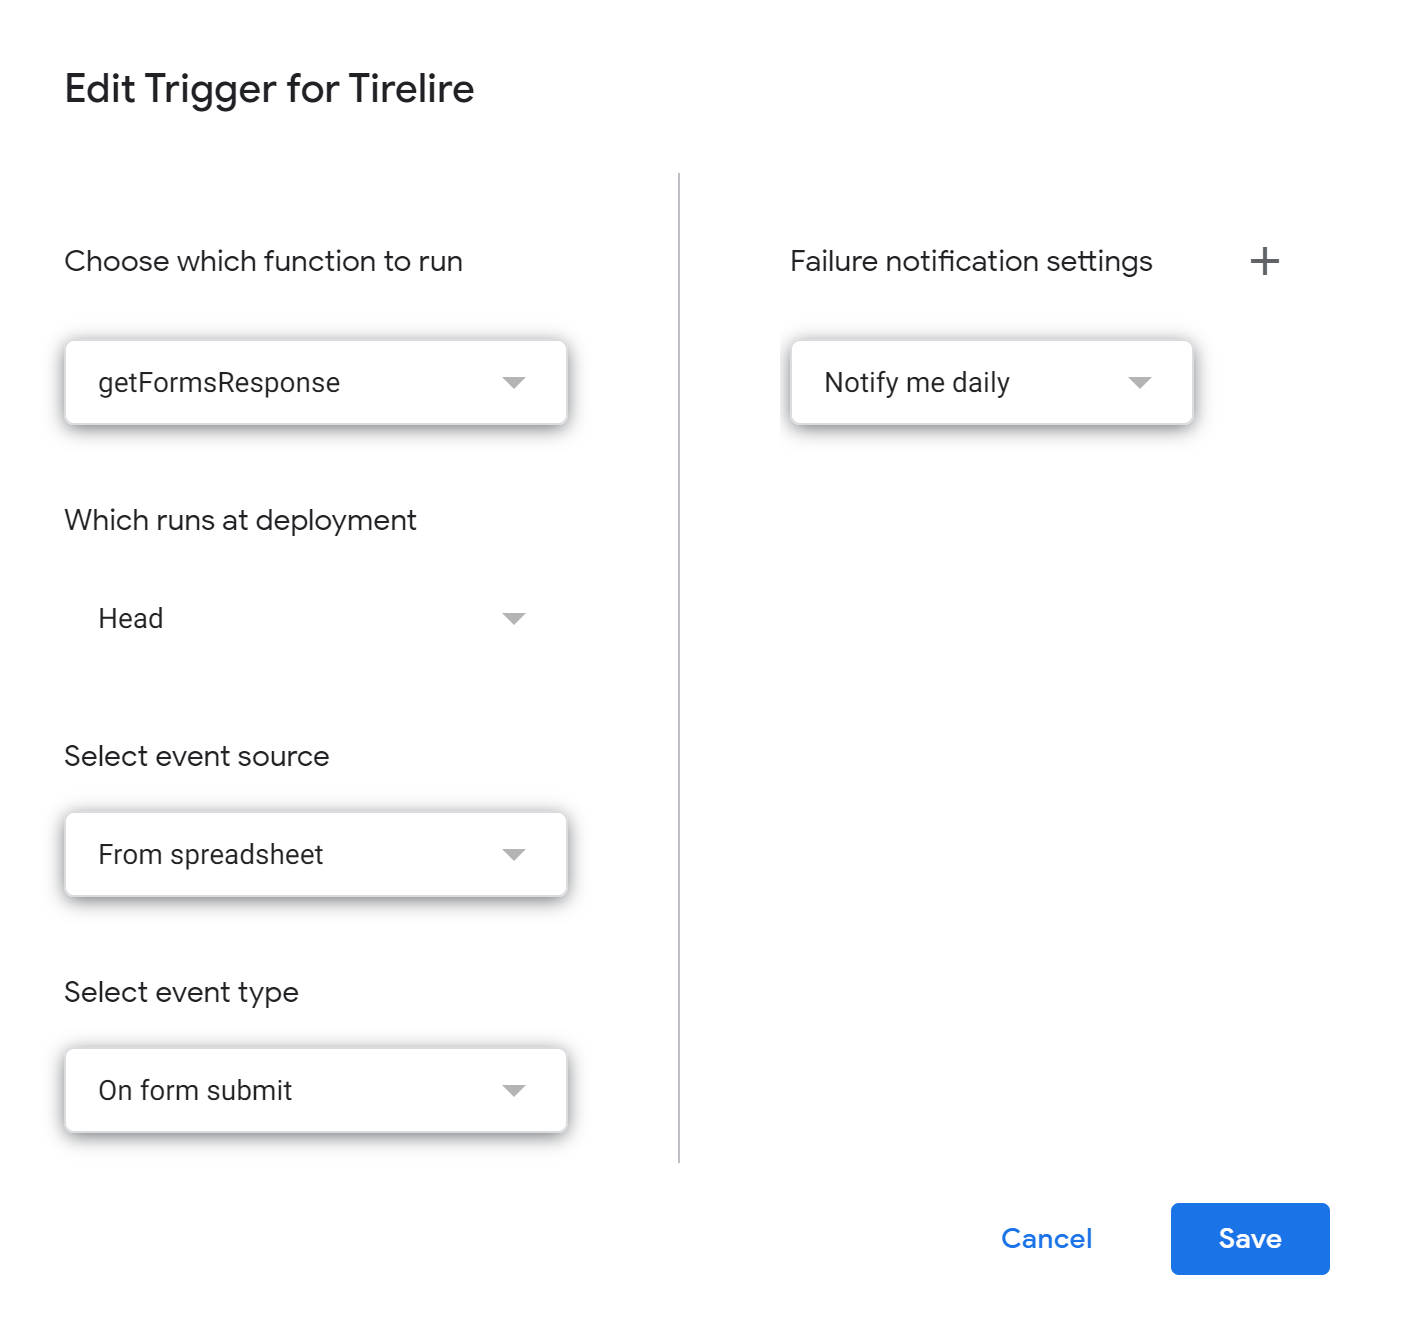 Edit Trigger for Tirelire
Choose which function to run
getFormsResponse
Which runs at deployment
Head
Select event source
From spreadsheet
Select event type
On form submit
Failure notification settings
Notify me daily
Cancel
Save